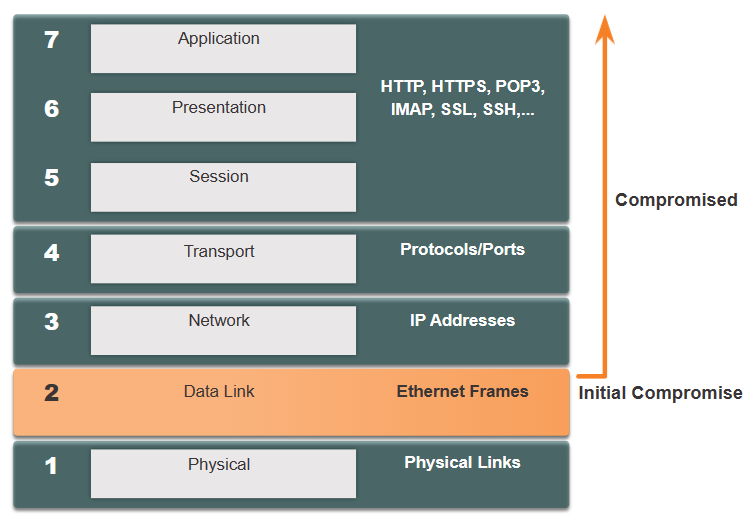 7 Application
HTTP, HTTPS, POP3,
IMAP, SSL, SSH,...
6 Presentation
5 Session
Compromised
4 Transport Protocols/Ports
3 Network IP Addresses
2 Data Link Ethernet Frames Initial Compromise
1 Physical Physical Links